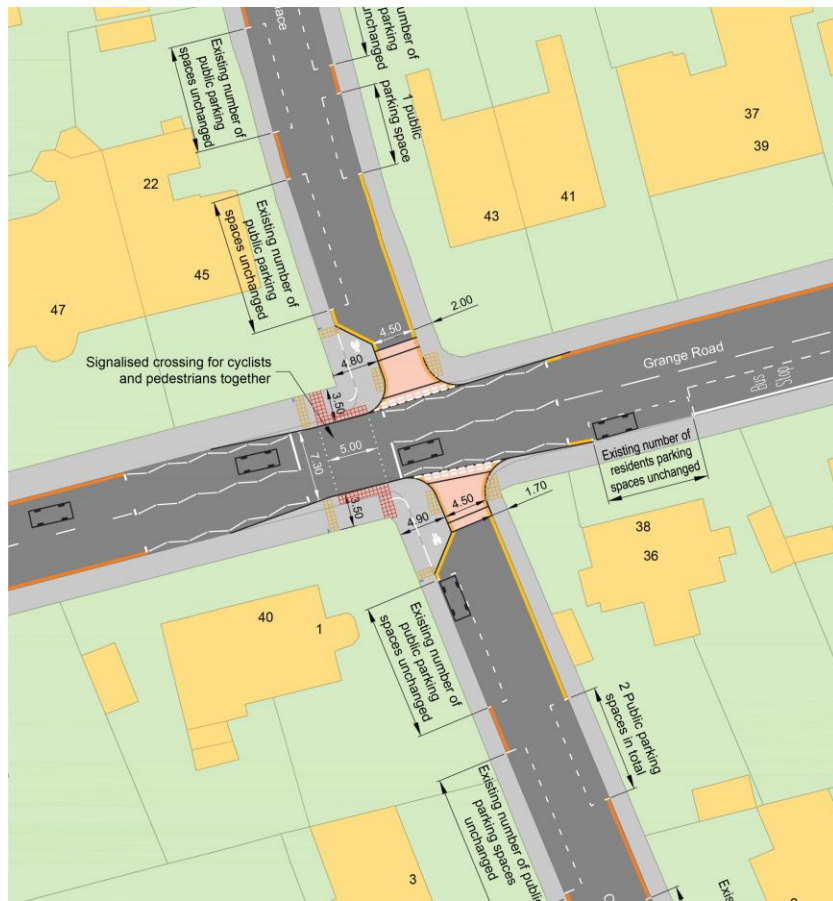 ace
Existing number of
public parking
spaces unchanged
number of
parking
unchanged
1 public
parking space
37
39
22
41
43
45
47
Existing number of
public parking
spaces unchanged
2.00
4.50
4.80
Signalised crossing for cyclists
and pedestrians together
Grange Road
BUS
Stop
3.50
5.00
7.30
Existing number of
residents parking
spaces unchanged
3.50
4.90
4.50
1.70
38
36
40
1
Existing number of
public parking
spaces unchanged
2 Public parking
spaces in total
Existing number of public
parking spaces
unchanged
3
Exis